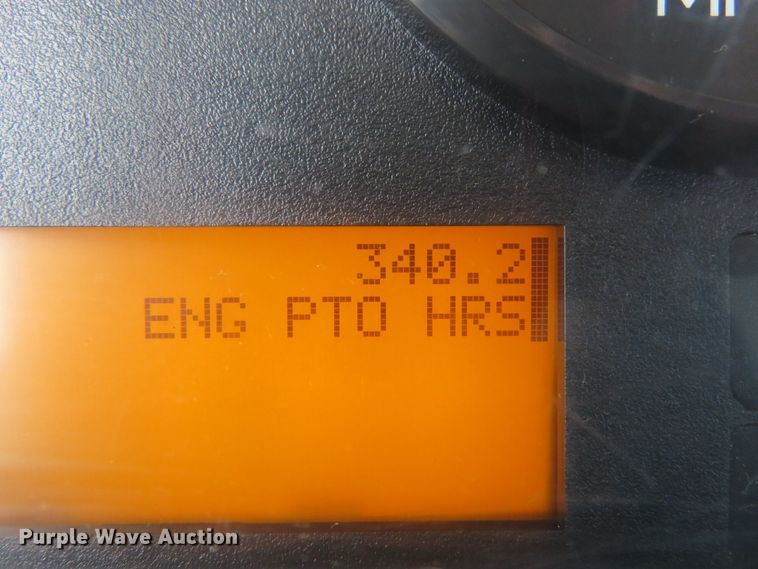 340.2
ENG PTO HRS
Purple Wave Auction